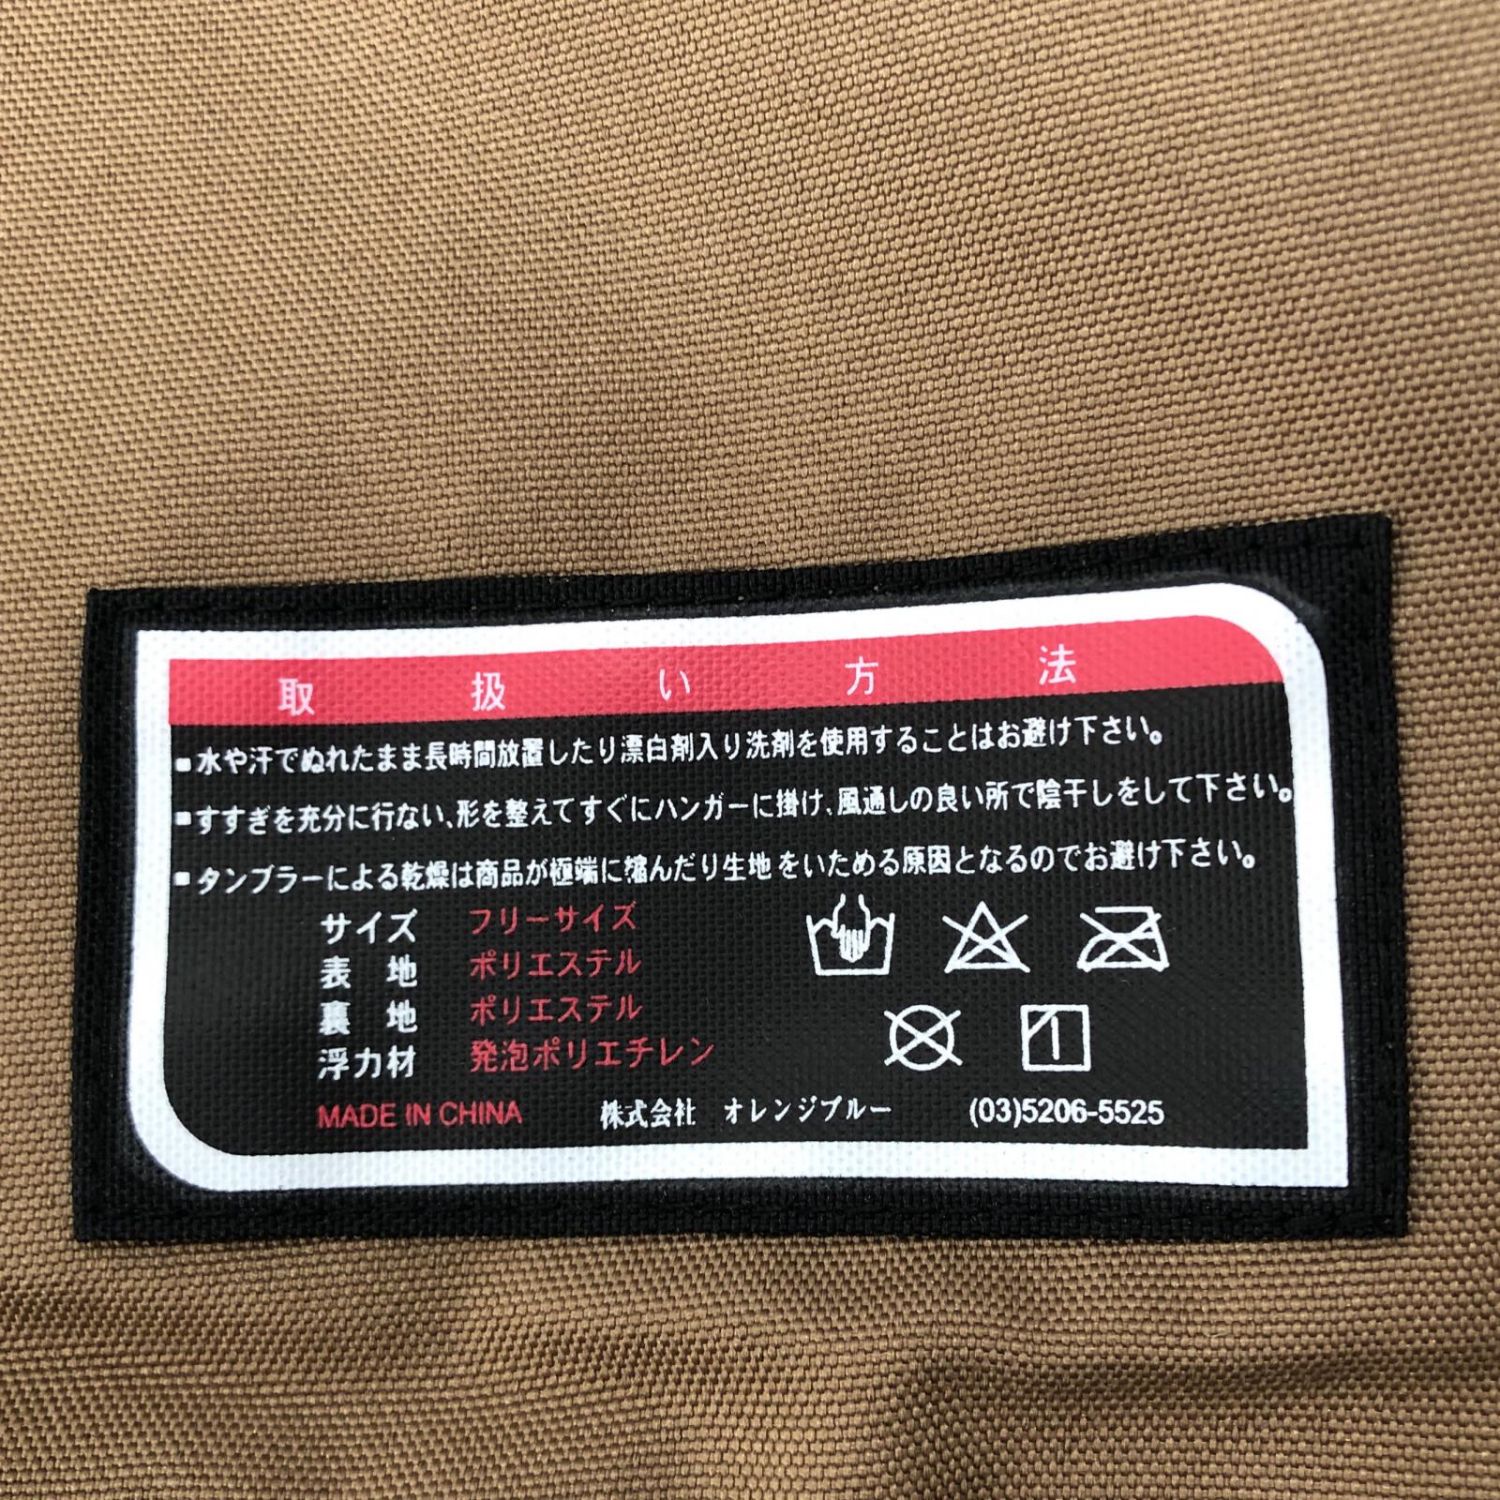 取扱い方法
■水や汗でぬれたまま長時間放置したり漂白剤入り洗剤を使用することはお避け下さい。
■すすぎを充分に行ない、形を整えてすぐにハンガーに掛け、風通しの良い所で陰干しをして下さい。
■タンブラーによる乾燥は商品が極端に縮んだり生地をいためる原因となるのでお避け下さい。
サイズ フリーサイズ
表地 ポリエステル
裏地 ポリエステル
浮力材 発泡ポリエチレン
MADE IN CHINA 株式会社 オレンジブルー (03)5206-5525